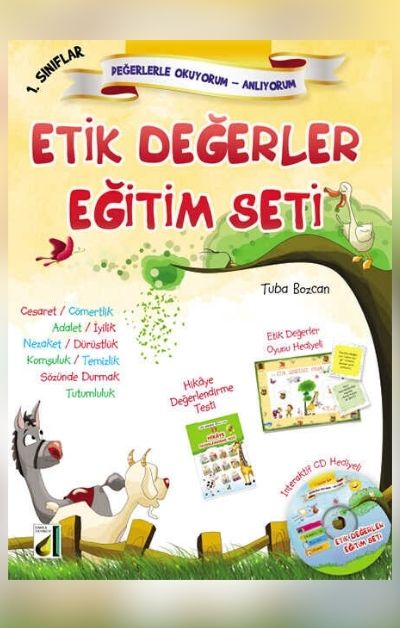 1. SINIFLAR
DEĞERLERLE OKUYORUM – ANLIYORUM
ETİK DEĞERLER
EĞİTİM SETİ
Tuba Bozcan
Cesaret / Cömertlik
Adalet / İyilik
Nezaket / Dürüstlük
Komşuluk / Temizlik
Sözünde Durmak
Tutumluluk
Etik Değerler
Oyunu Hediyeli
Hikâye
Değerlendirme
Testi
HİKÂYE
İnteraktif CD Hediyeli
ETİK DEĞERLER
EĞİTİM SETİ